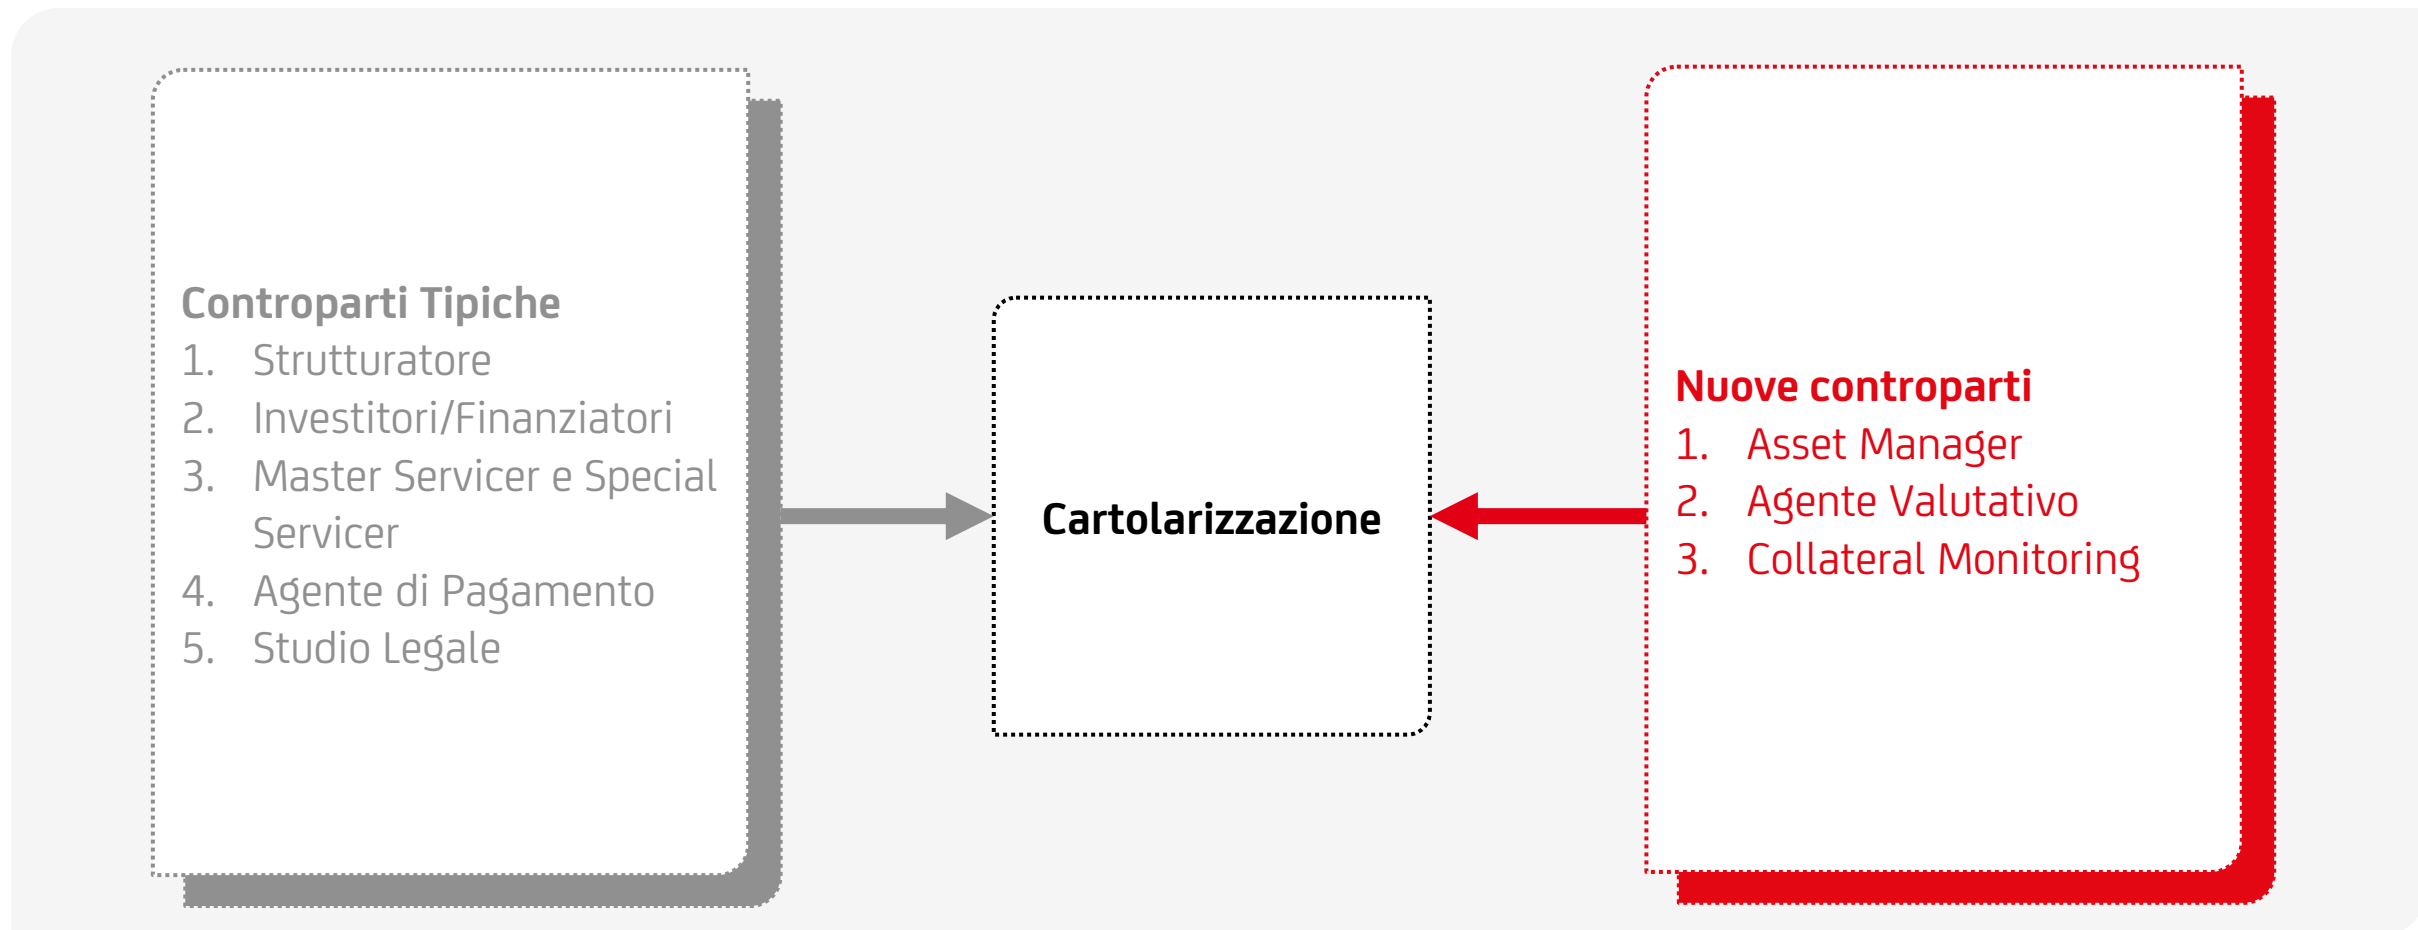 Controparti Tipiche
1. Strutturatore
2. Investitori/Finanziatori
3. Master Servicer e Special
Servicer
4. Agente di Pagamento
5. Studio Legale
Cartolarizzazione
Nuove controparti
1. Asset Manager
2. Agente Valutativo
3. Collateral Monitoring